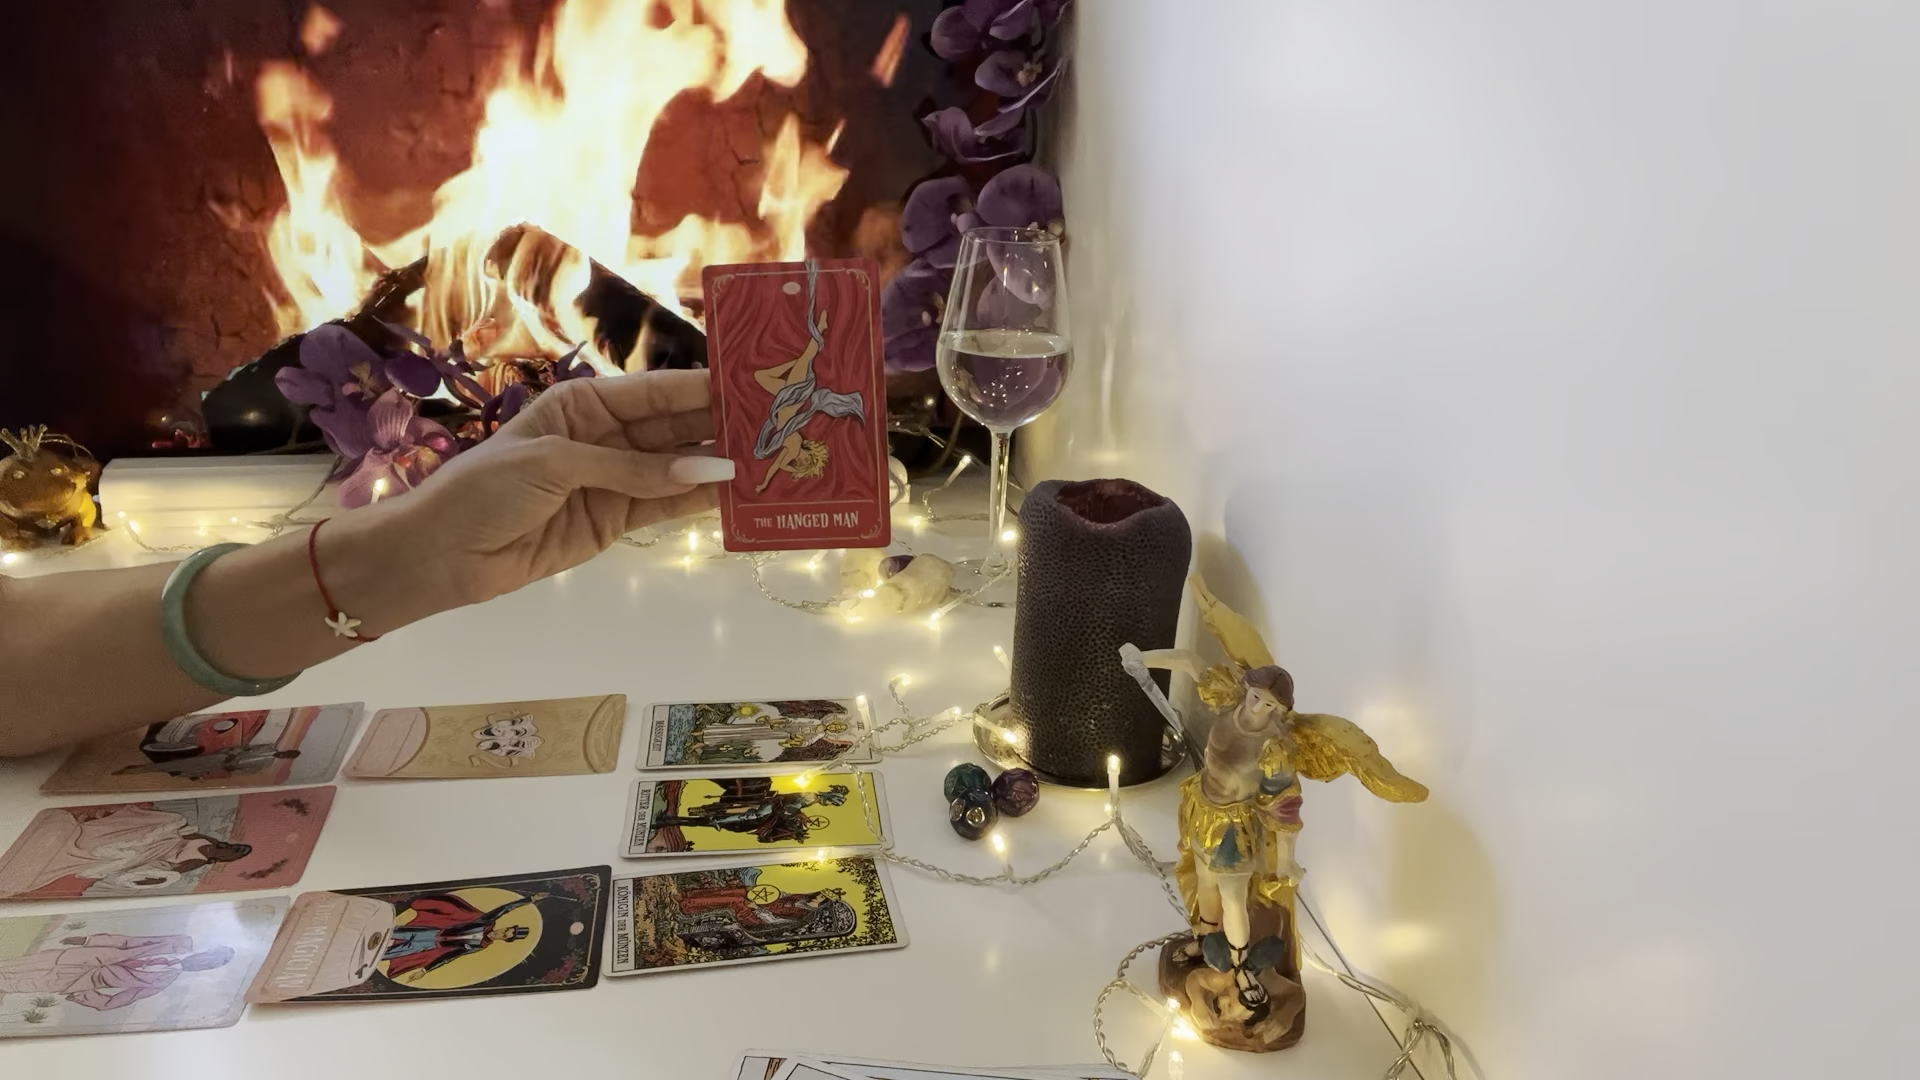 THE HANGED MAN
MÄSSIGKEIT
RITTER DER MÜNZEN
KÖNIGIN DER MÜNZEN
THE MAGICIAN